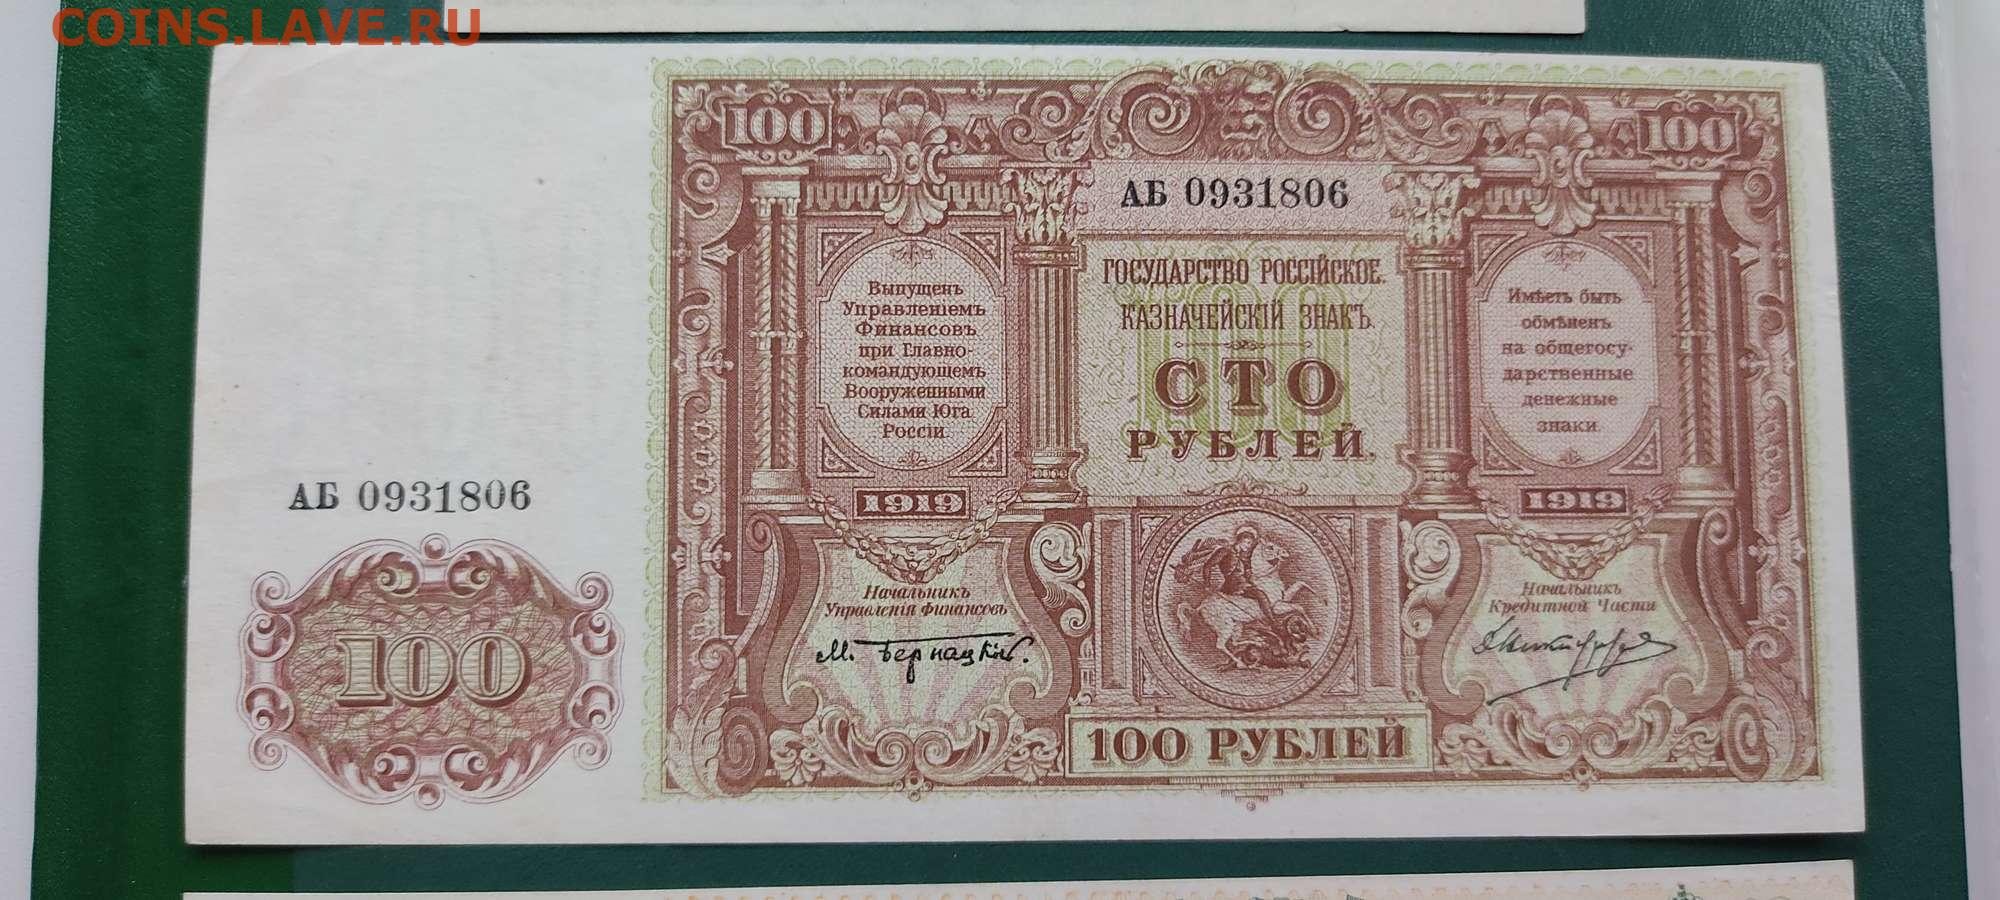 COINS.LAVE.RU
100
100
АБ 0931806
ГОСУДАРСТВО РОССІЙСКОЕ.
КАЗНАЧЕЙСКІЙ ЗНАКЪ.
100
СТО
РУБЛЕЙ.
Выпущенъ
Управленіемъ
Финансовъ
при Главно-
командующемъ
Вооруженными
Силами Юга
Россіи.
Имѣетъ быть
обмѣненъ
на общегосу-
дарственные
денежные
знаки.
1919
1919
АБ 0931806
100
Начальникъ
Управленія Финансовъ
М. Бернацкій.
Начальникъ
Кредитной Части
100 РУБЛЕЙ